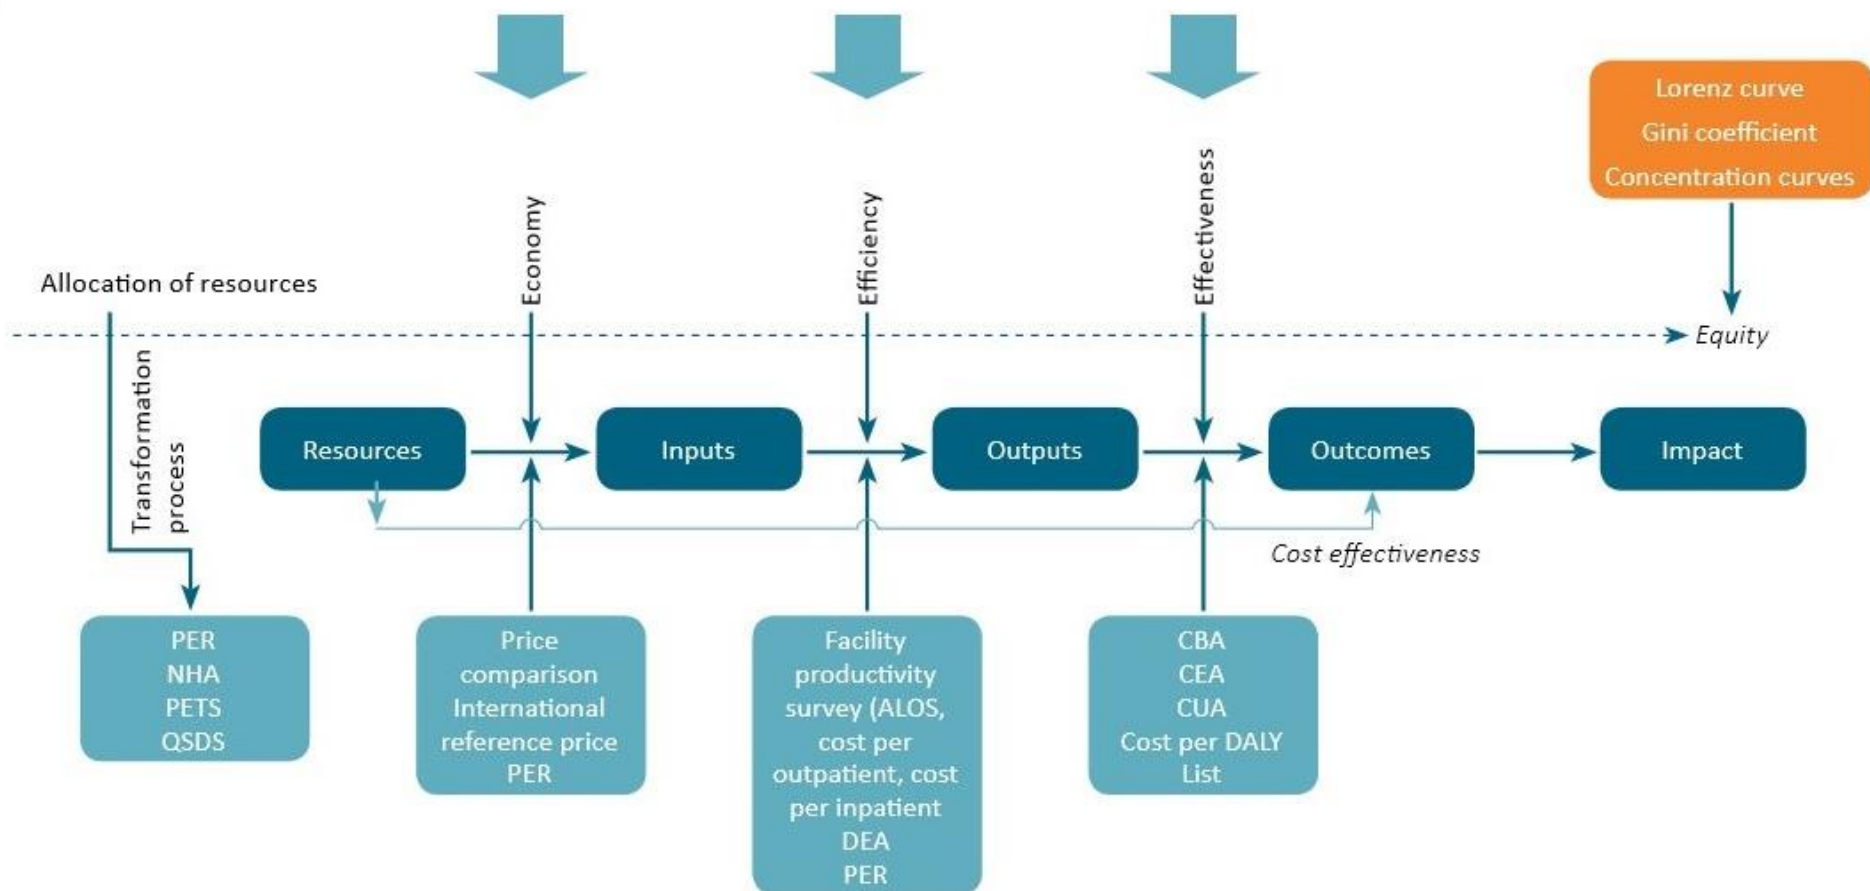 Lorenz curve
Gini coefficient
Concentration curves
Economy
Efficiency
Effectiveness
Allocation of resources
Equity
Transformation
process
Resources
Inputs
Outputs
Outcomes
Impact
Cost effectiveness
PER
NHA
PETS
QSDS
Price
comparison
International
reference price
PER
Facility
productivity
survey (ALOS,
cost per
outpatient, cost
per inpatient
DEA
PER
CBA
CEA
CUA
Cost per DALY
List